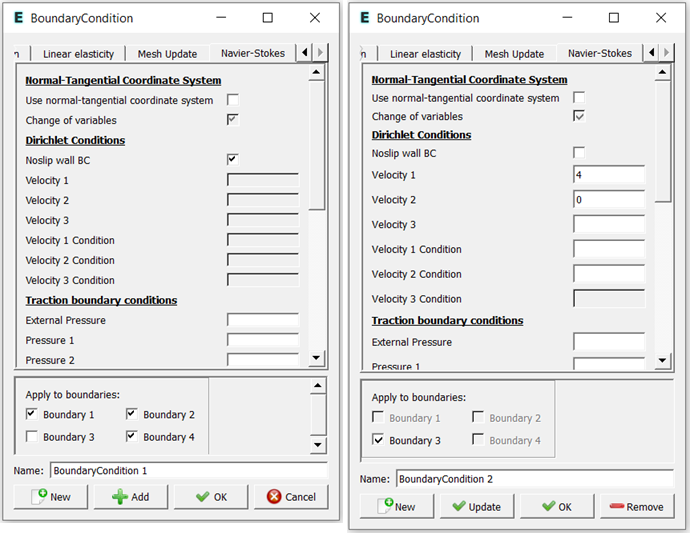 E BoundaryCondition
n Linear elasticity Mesh Update Navier-Stokes
Normal-Tangential Coordinate System
Use normal-tangential coordinate system
Change of variables
Dirichlet Conditions
Noslip wall BC
Velocity 1
Velocity 2
Velocity 3
Velocity 1 Condition
Velocity 2 Condition
Velocity 3 Condition
Traction boundary conditions
External Pressure
Pressure 1
Pressure 2
Apply to boundaries:
Boundary 1 Boundary 2
Boundary 3 Boundary 4
Name: BoundaryCondition 1
New Add OK Cancel
E BoundaryCondition
n Linear elasticity Mesh Update Navier-Stokes
Normal-Tangential Coordinate System
Use normal-tangential coordinate system
Change of variables
Dirichlet Conditions
Noslip wall BC
Velocity 1 4
Velocity 2 0
Velocity 3
Velocity 1 Condition
Velocity 2 Condition
Velocity 3 Condition
Traction boundary conditions
External Pressure
Pressure 1
Apply to boundaries:
Boundary 1 Boundary 2
Boundary 3 Boundary 4
Name: BoundaryCondition 2
New Update OK Remove